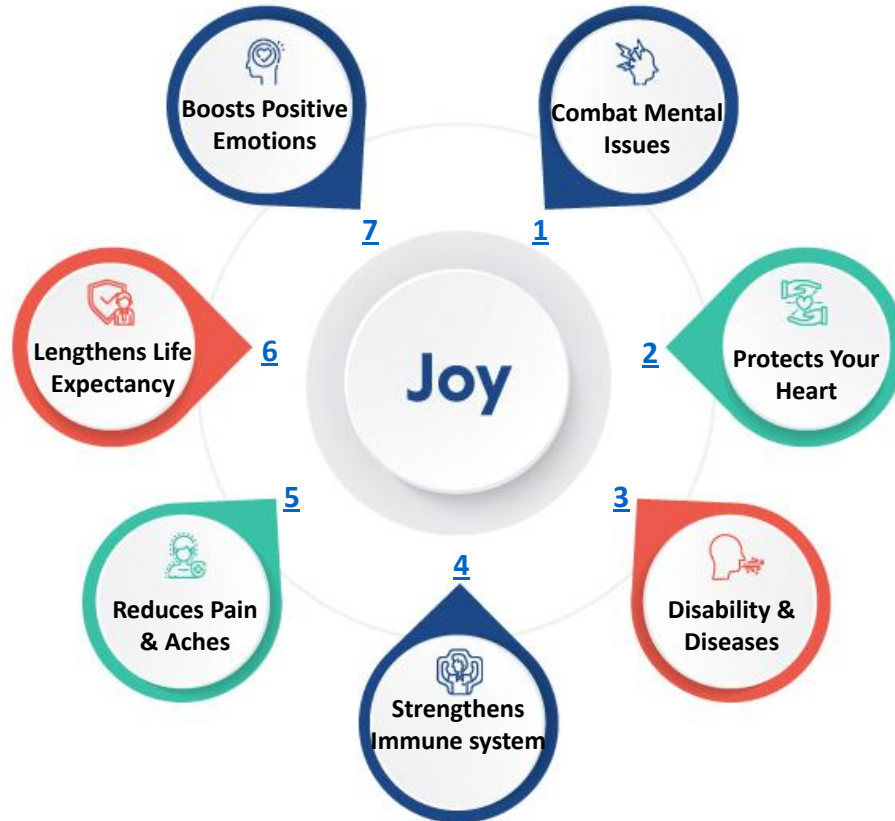 Joy
1
Combat Mental
Issues
2
Protects Your
Heart
3
Disability &
Diseases
4
Strengthens
Immune system
5
Reduces Pain
& Aches
6
Lengthens Life
Expectancy
7
Boosts Positive
Emotions